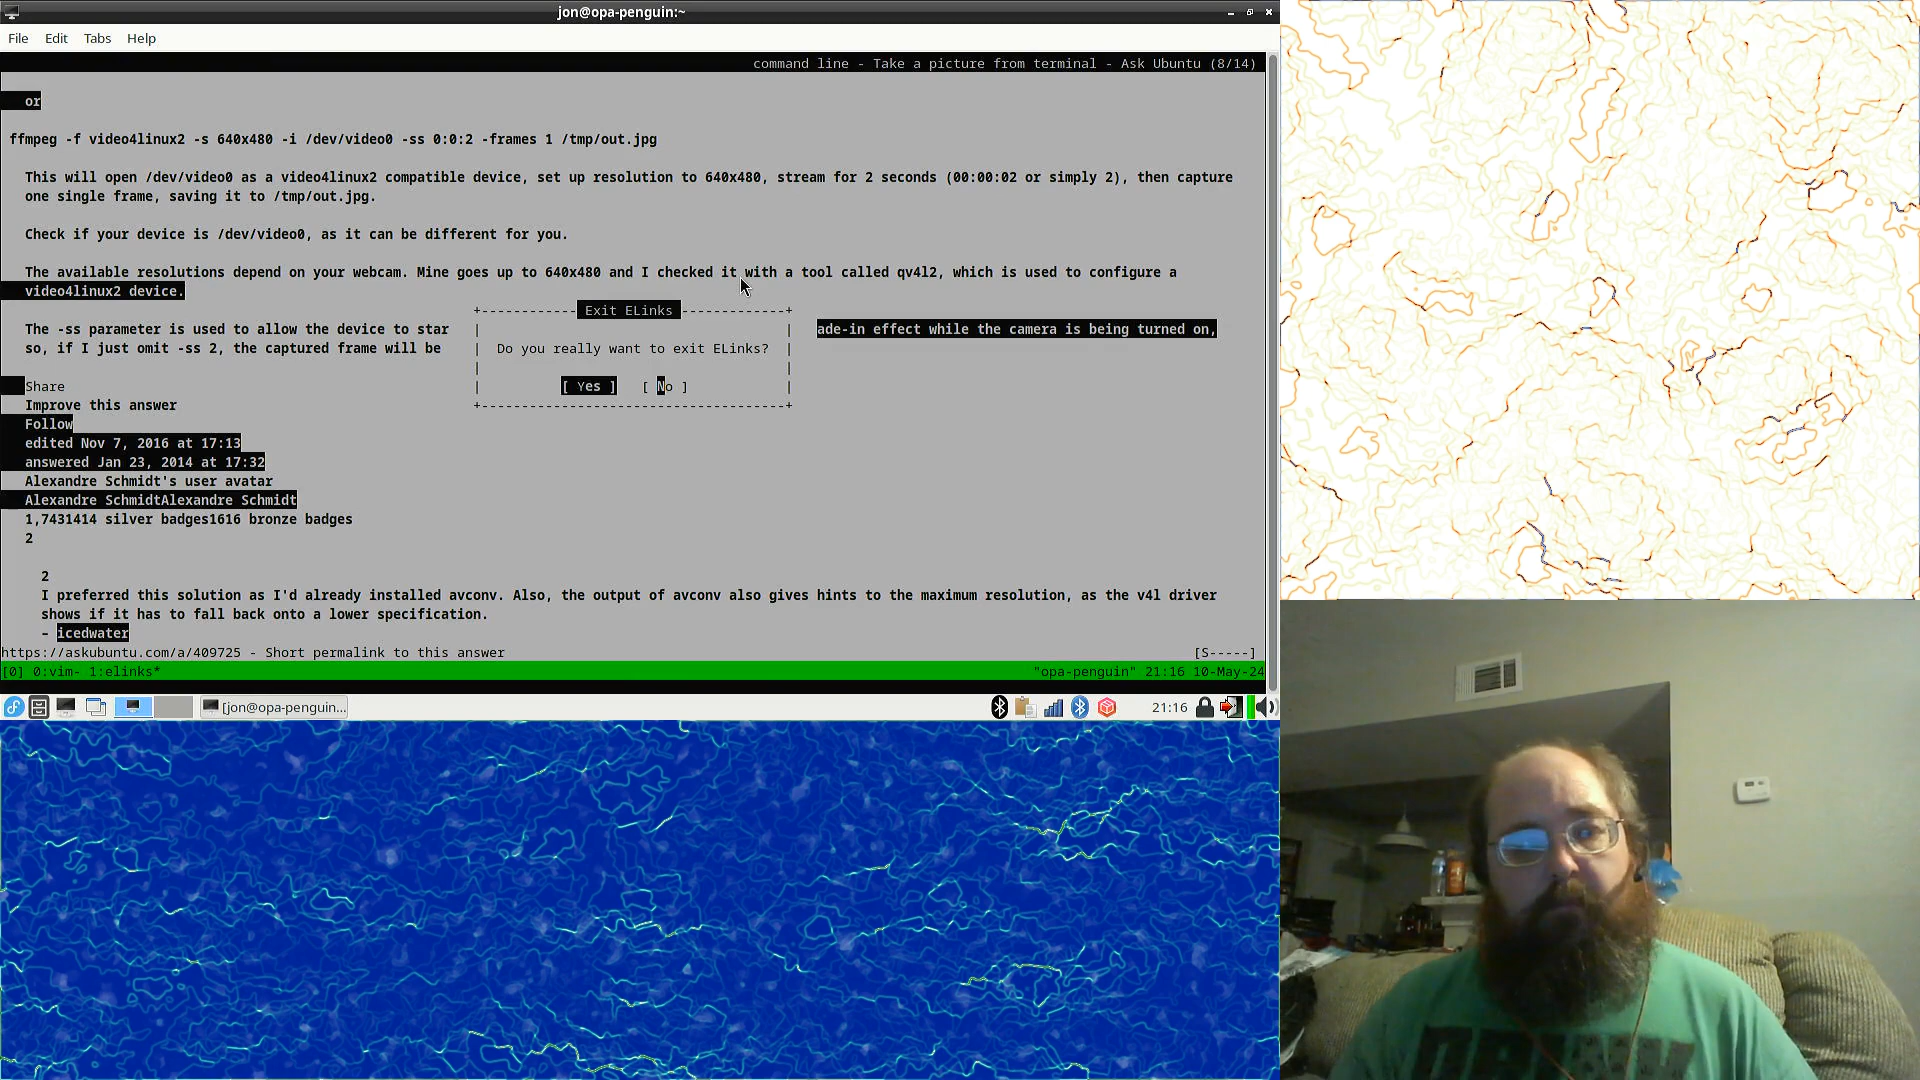 jon@opa-penguin:~
File Edit Tabs Help
command line - Take a picture from terminal - Ask Ubuntu (8/14)
or
ffmpeg -f video4linux2 -s 640x480 -i /dev/video0 -ss 0:0:2 -frames 1 /tmp/out.jpg
This will open /dev/video0 as a video4linux2 compatible device, set up resolution to 640x480, stream for 2 seconds (00:00:02 or simply 2), then capture
one single frame, saving it to /tmp/out.jpg.
Check if your device is /dev/video0, as it can be different for you.
The available resolutions depend on your webcam. Mine goes up to 640x480 and I checked it with a tool called qv4l2, which is used to configure a
video4linux2 device.
Exit ELinks
The -ss parameter is used to allow the device to star ade-in effect while the camera is being turned on,
so, if I just omit -ss 2, the captured frame will be
Do you really want to exit ELinks?
[ Yes ] [ No ]
Share
Improve this answer
Follow
edited Nov 7, 2016 at 17:13
answered Jan 23, 2014 at 17:32
Alexandre Schmidt's user avatar
Alexandre SchmidtAlexandre Schmidt
1,7431414 silver badges1616 bronze badges
2
2
I preferred this solution as I'd already installed avconv. Also, the output of avconv also gives hints to the maximum resolution, as the v4l driver
shows if it has to fall back onto a lower specification.
- icedwater
https://askubuntu.com/a/409725 - Short permalink to this answer [S-----]
[0] 0:vim- 1:elinks* "opa-penguin" 21:16 10-May-24
[jon@opa-penguin... 21:16